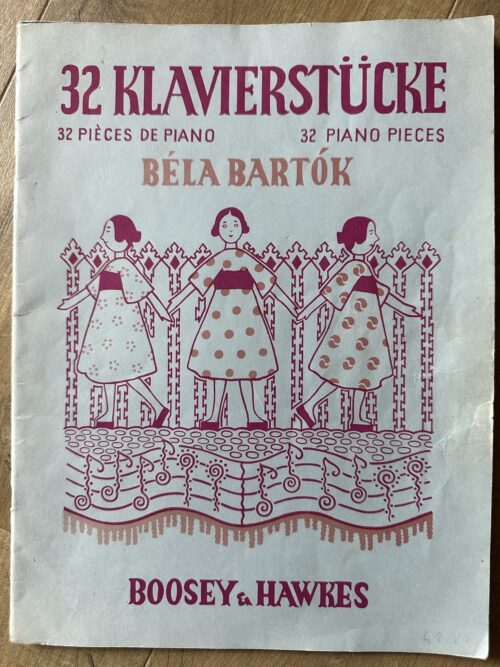 32 KLAVIERSTÜCKE
32 PIÈCES DE PIANO 32 PIANO PIECES
BÉLA BARTÓK
BOOSEY & HAWKES